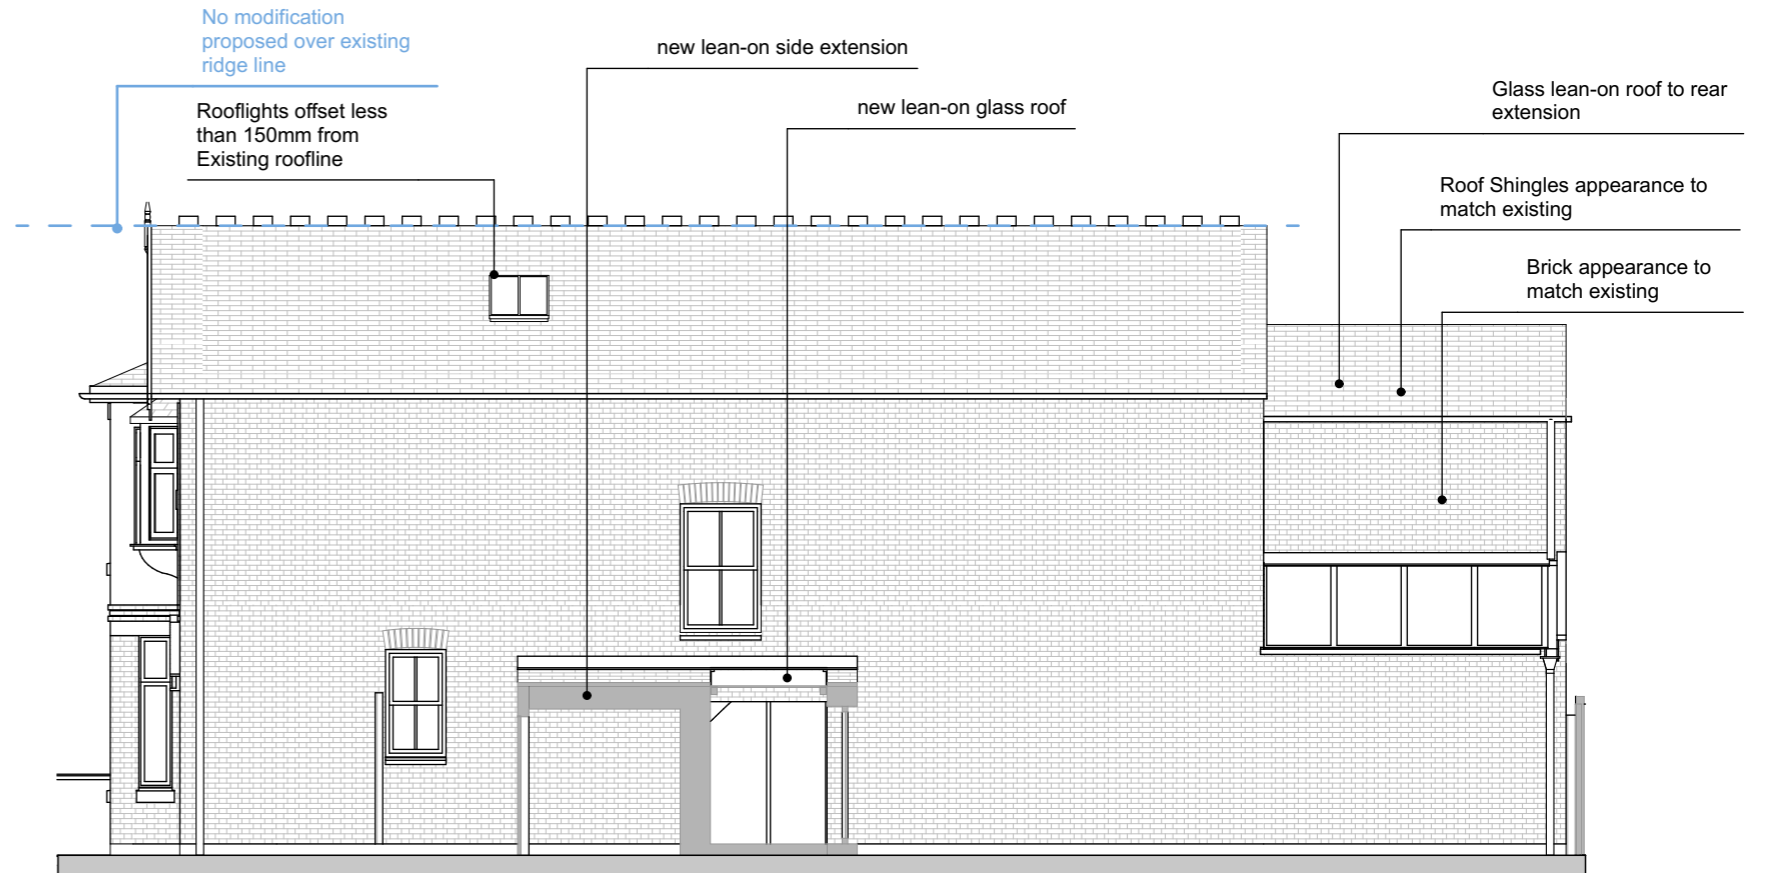 No modification
proposed over existing
ridge line
Rooflights offset less
than 150mm from
Existing roofline
new lean-on side extension
new lean-on glass roof
Glass lean-on roof to rear
extension
Roof Shingles appearance to
match existing
Brick appearance to
match existing